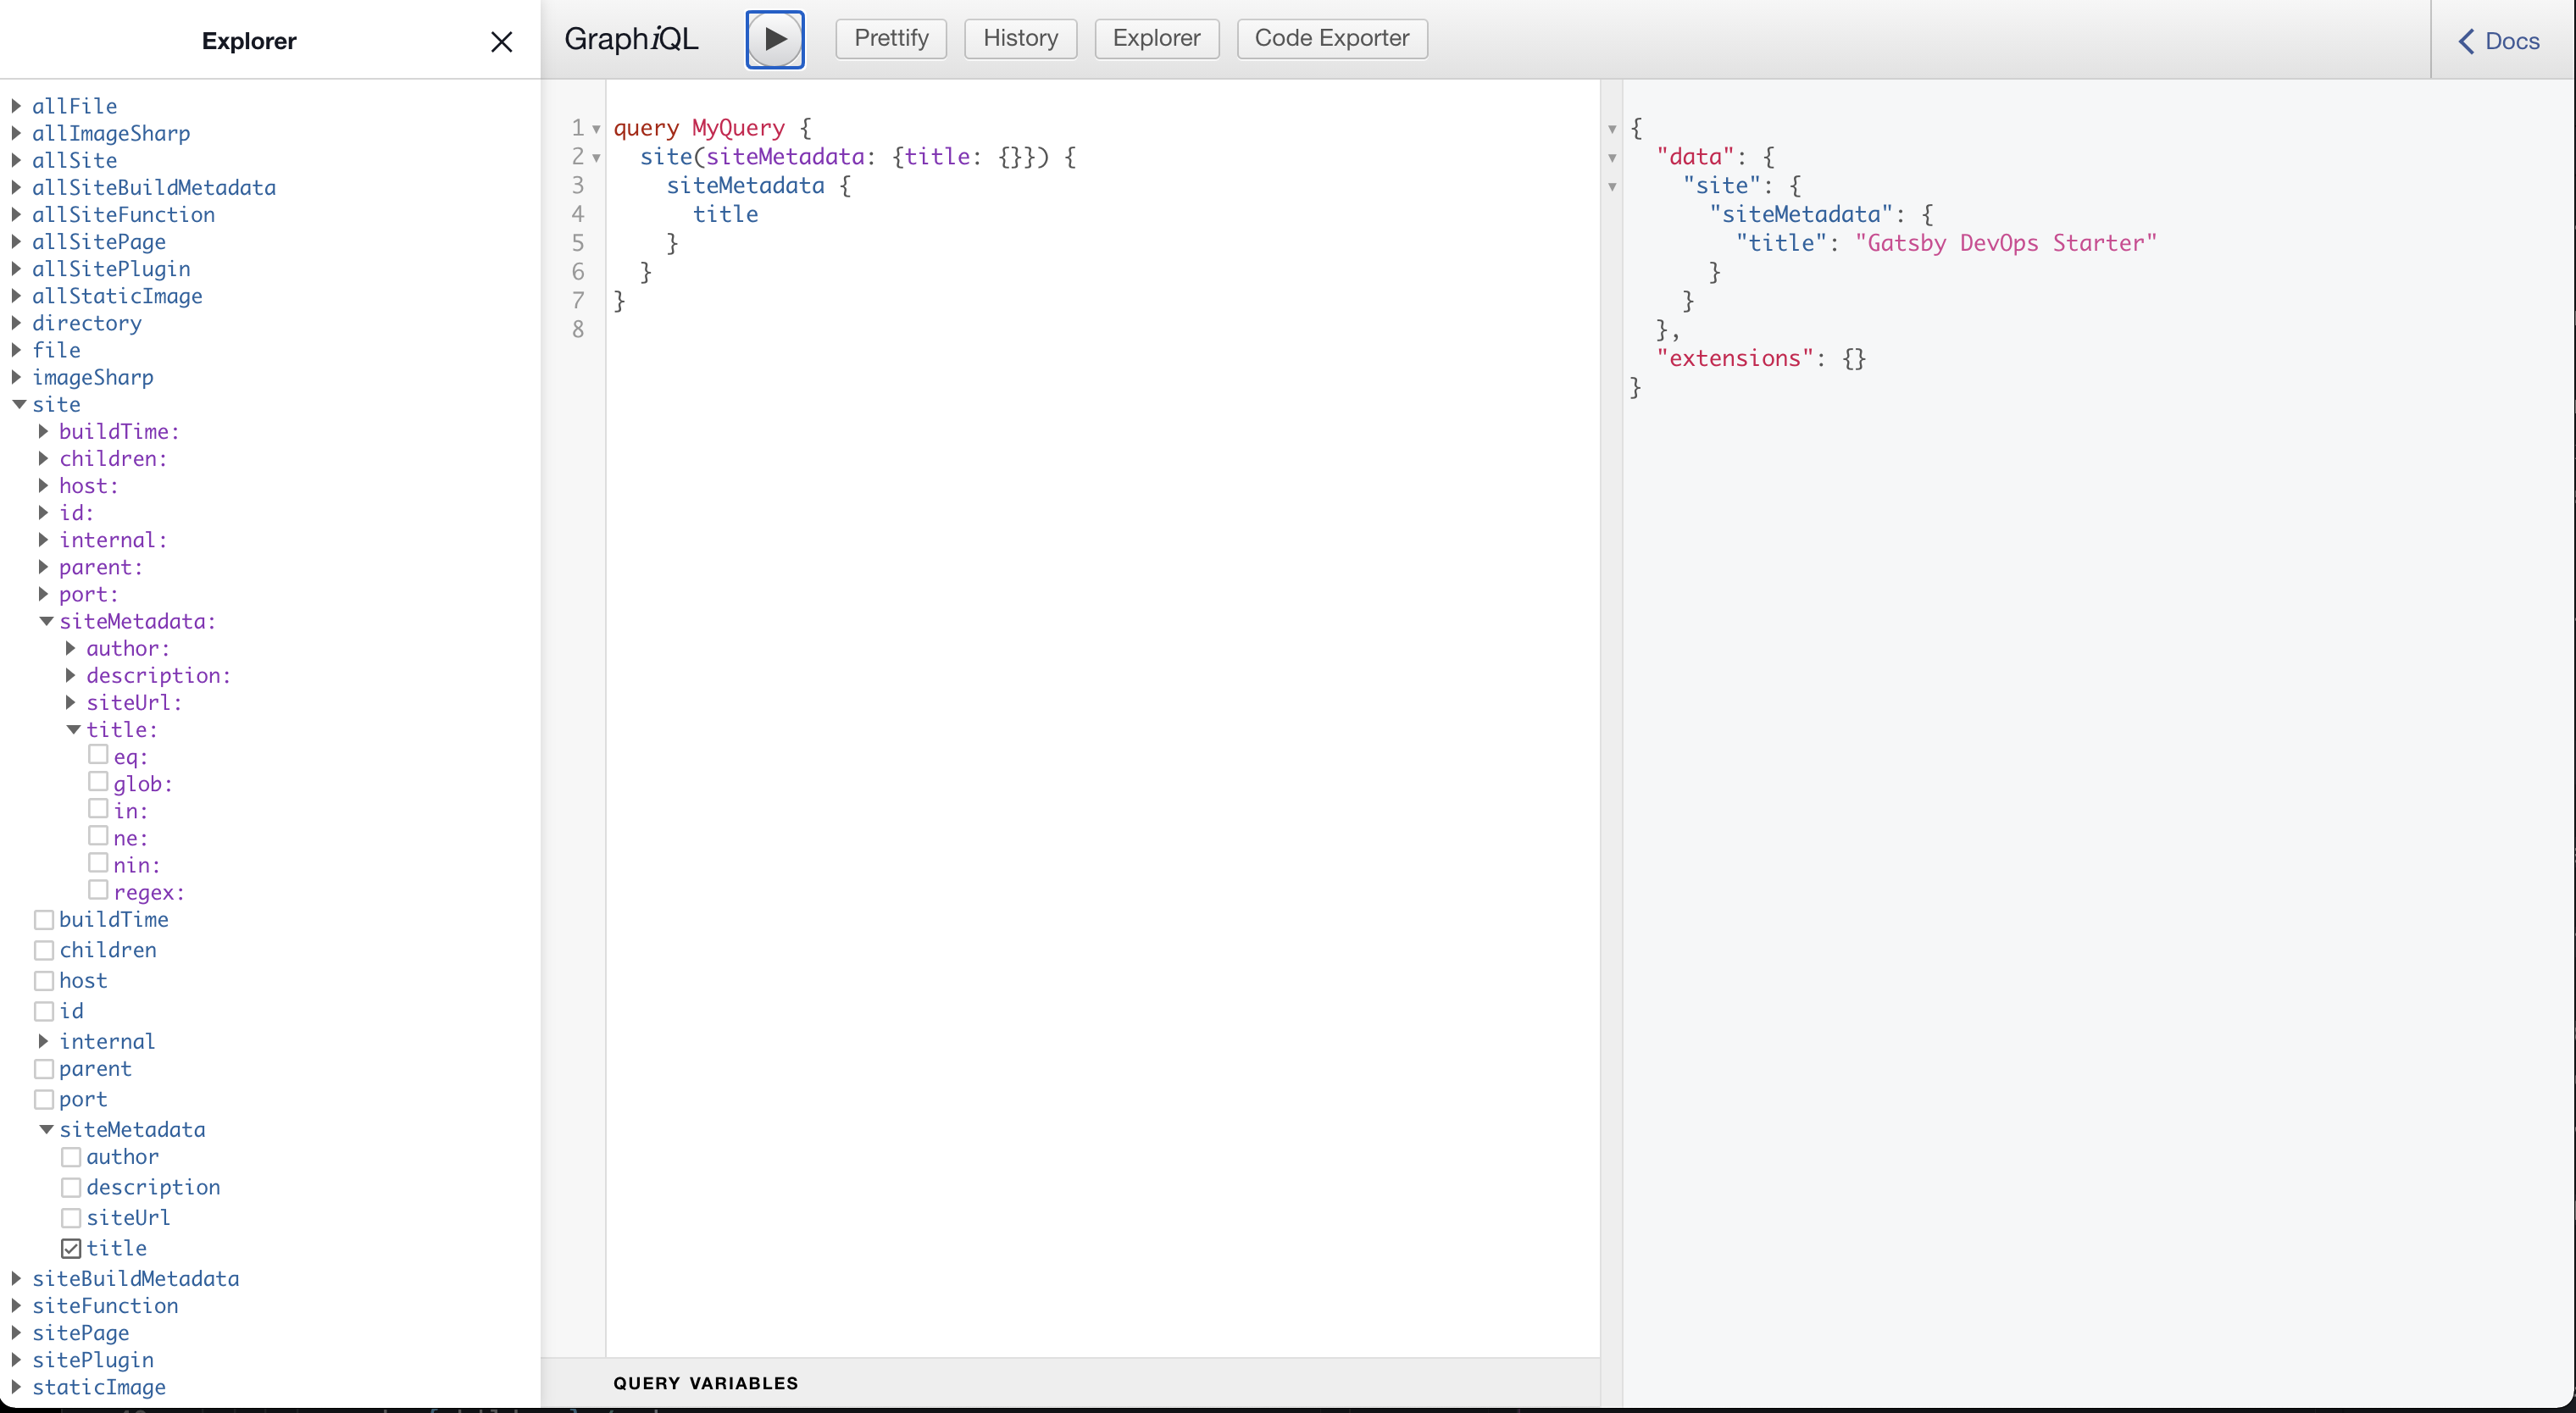 Explorer
GraphiQL
Prettify
History
Explorer
Code Exporter
Docs
allFile
allImageSharp
allSite
allSiteBuildMetadata
allSiteFunction
allSitePage
allSitePlugin
allStaticImage
directory
file
imageSharp
site
buildTime:
children:
host:
id:
internal:
parent:
port:
siteMetadata:
author:
description:
siteUrl:
title:
eq:
glob:
in:
ne:
nin:
regex:
buildTime
children
host
id
internal
parent
port
siteMetadata
author
description
siteUrl
title
siteBuildMetadata
siteFunction
sitePage
sitePlugin
staticImage
1 query MyQuery {
2 site(siteMetadata: {title: {}}) {
3 siteMetadata {
4 title
5 }
6 }
7 }
8
QUERY VARIABLES
{
"data": {
"site": {
"siteMetadata": {
"title": "Gatsby DevOps Starter"
}
}
},
"extensions": {}
}